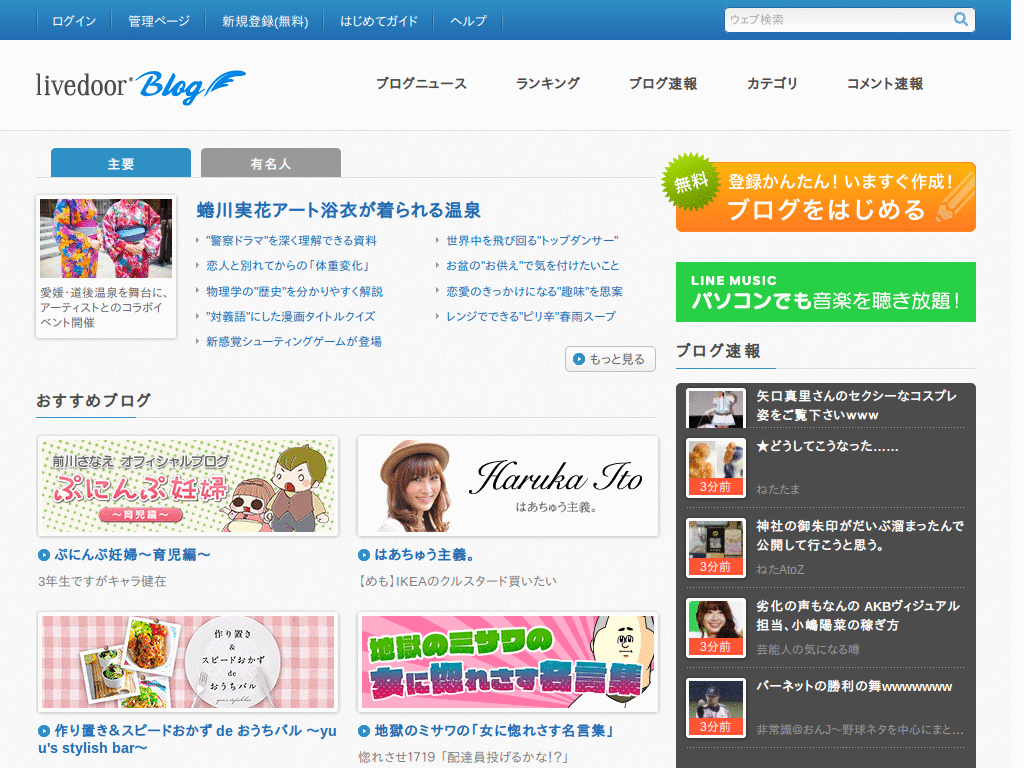 ログイン
管理ページ
新規登録(無料)
はじめてガイド
ヘルプ
ウェブ検索
livedoor Blog
ブログニュース
ランキング
ブログ速報
カテゴリ
コメント速報
主要
有名人
愛媛・道後温泉を舞台に、
アーティストとのコラボイ
ベント開催
蜷川実花アート浴衣が着られる温泉
"警察ドラマ"を深く理解できる資料
恋人と別れてからの「体重変化」
物理学の"歴史"を分かりやすく解説
"対義語"にした漫画タイトルクイズ
新感覚シューティングゲームが登場
世界中を飛び回る"トップダンサー"
お盆の"お供え"で気を付けたいこと
恋愛のきっかけになる"趣味"を思案
レンジでできる"ピリ辛"春雨スープ
もっと見る
おすすめブログ
前川さなえ オフィシャルブログ
ぷにんぷ妊婦
〜育児編〜
ぷにんぷ妊婦〜育児編〜
3年生ですがキャラ健在
Haruka Ito
はあちゅう主義。
はあちゅう主義。
【めも】IKEAのクルスタード買いたい
作り置き
&
スピードおかず
de
おうちバル
作り置き＆スピードおかず de おうちバル 〜yu
u's stylish bar〜
地獄のミサワの
女に惚れさす名言集
地獄のミサワの「女に惚れさす名言集」
惚れさせ1719 「配達員投げるかな!?」
無料
登録かんたん！いますぐ作成！
ブログをはじめる
LINE MUSIC
パソコンでも音楽を聴き放題！
ブログ速報
矢口真里さんのセクシーなコスプレ
姿をご覧下さいwww
★どうしてこうなった……
3分前
ねたたま
神社の御朱印がだいぶ溜まったんで
公開して行こうと思う。
3分前
ねたAtoZ
劣化の声もなんの AKBヴィジュアル
担当、小嶋陽菜の稼ぎ方
3分前
芸能人の気になる噂
バーネットの勝利の舞wwwwwww
3分前
非常識@おんJ〜野球ネタを中心にまと…